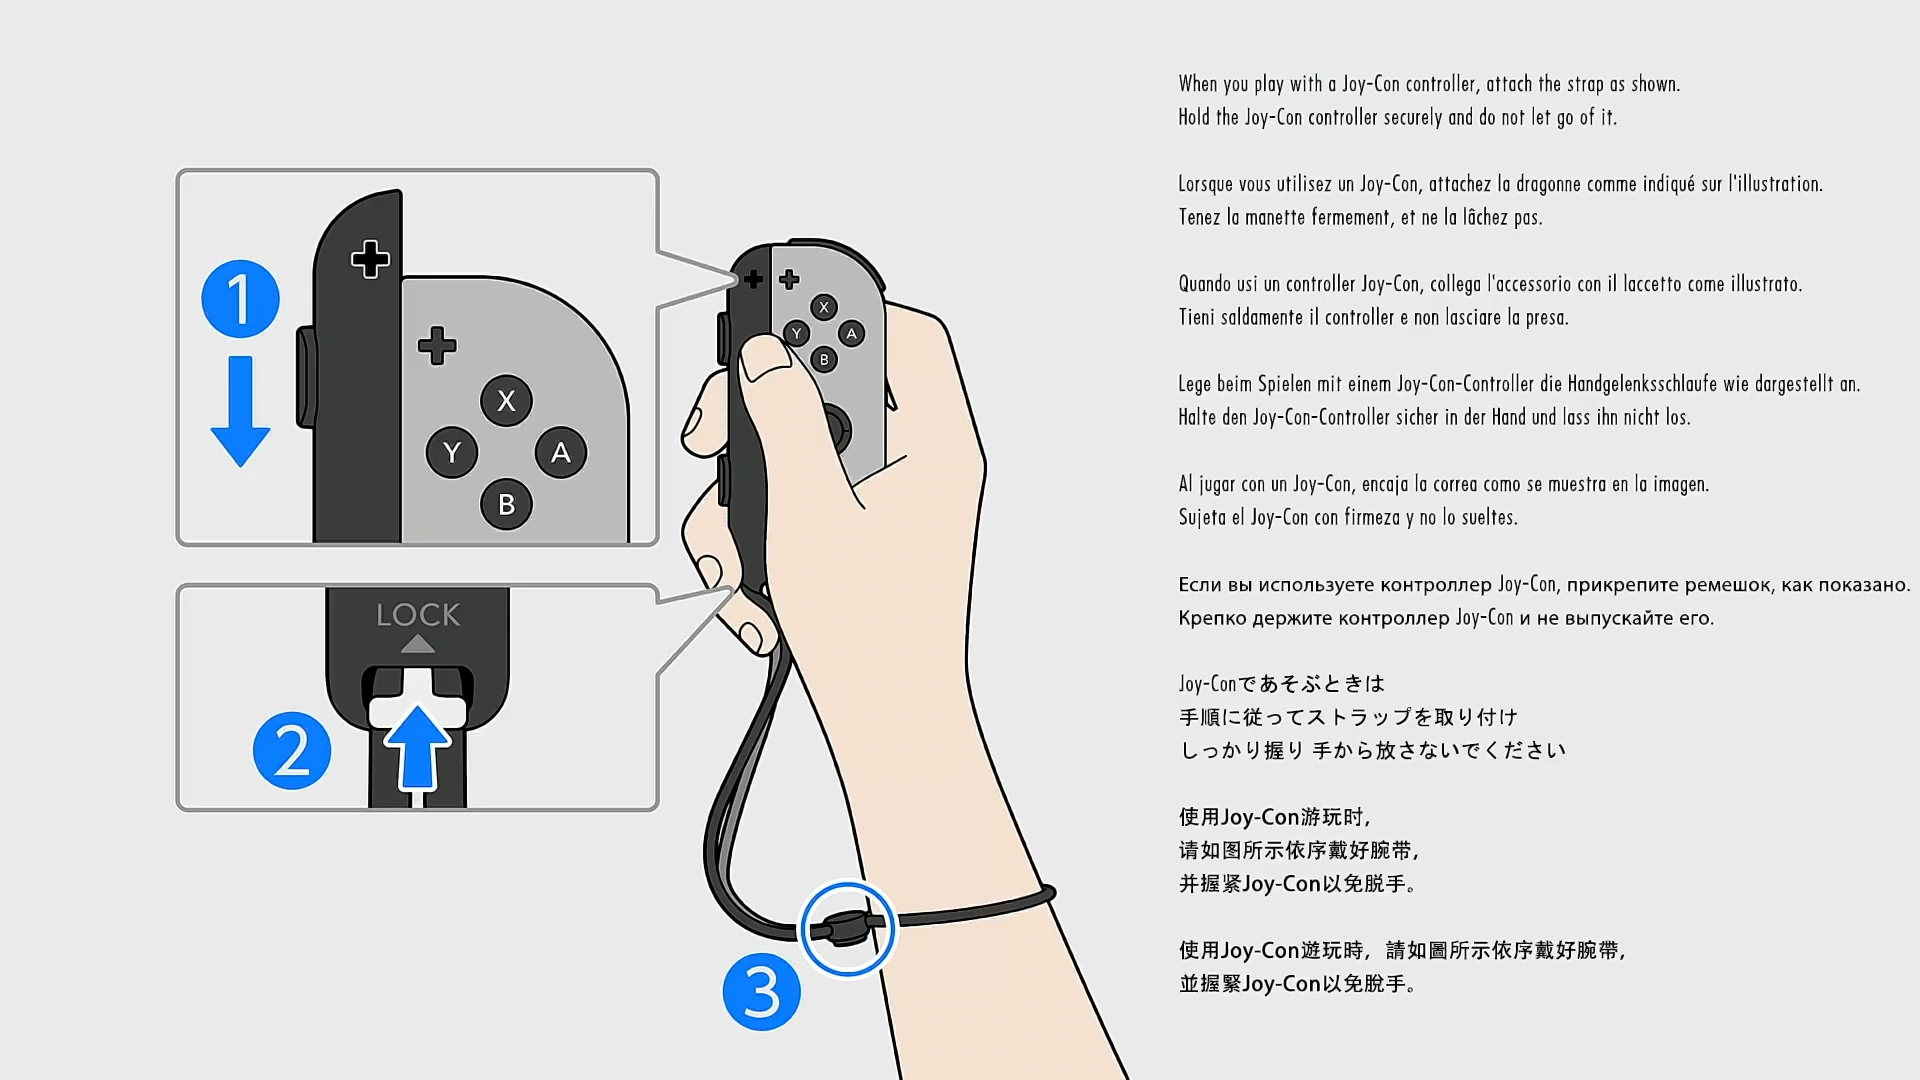 When you play with a Joy-Con controller, attach the strap as shown.
Hold the Joy-Con controller securely and do not let go of it.
Lorsque vous utilisez un Joy-Con, attachez la dragonne comme indiqué sur l'illustration.
Tenez la manette fermement, et ne la lâchez pas.
Quando usi un controller Joy-Con, collega l'accessorio con il laccetto come illustrato.
Tieni saldamente il controller e non lasciare la presa.
Lege beim Spielen mit einem Joy-Con-Controller die Handgelenksschlaufe wie dargestellt an.
Halte den Joy-Con-Controller sicher in der Hand und lass ihn nicht los.
Al jugar con un Joy-Con, encaja la correa como se muestra en la imagen.
Sujeta el Joy-Con con firmeza y no lo sueltes.
Если вы используете контроллер Joy-Con, прикрепите ремешок, как показано.
Крепко держите контроллер Joy-Con и не выпускайте его.
Joy-Conであそぶときは
手順に従ってストラップを取り付け
しっかり握り 手から放さないでください
使用Joy-Con游玩时,
请如图所示依序戴好腕带,
并握紧Joy-Con以免脱手。
使用Joy-Con遊玩時，請如圖所示依序戴好腕帶,
並握緊Joy-Con以免脫手。
1
X
Y
A
B
LOCK
2
X
Y
A
B
3